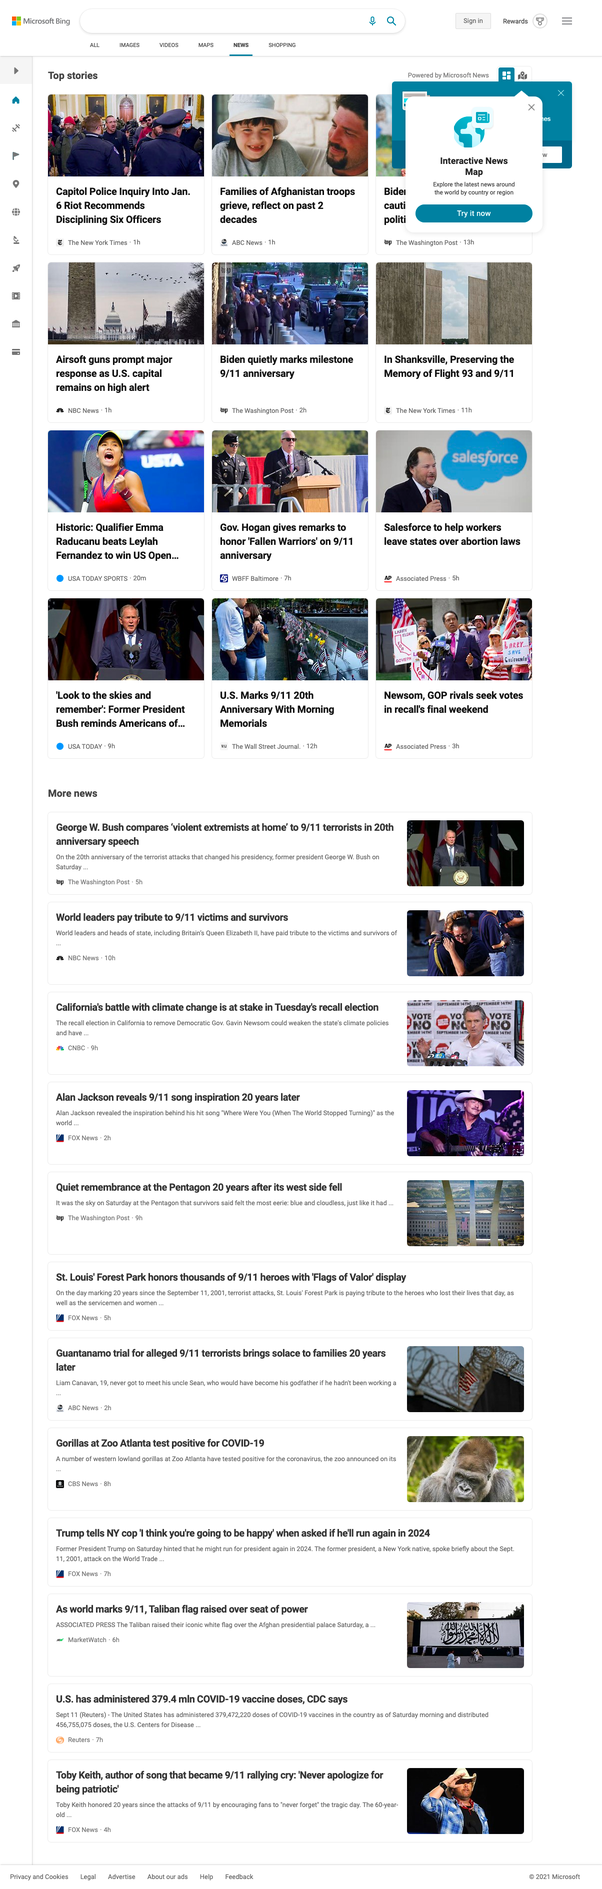 Microsoft Bing
Sign in
Rewards
ALL
IMAGES
VIDEOS
MAPS
NEWS
SHOPPING
Top stories
Powered by Microsoft News
Interactive News
Map
Explore the latest news around
the world by country or region
Try it now
Capitol Police Inquiry Into Jan.
6 Riot Recommends
Disciplining Six Officers
The New York Times · 1h
Families of Afghanistan troops
grieve, reflect on past 2
decades
ABC News · 1h
Biden
cauti
politi
The Washington Post · 13h
Airsoft guns prompt major
response as U.S. capital
remains on high alert
NBC News · 1h
Biden quietly marks milestone
9/11 anniversary
The Washington Post · 2h
In Shanksville, Preserving the
Memory of Flight 93 and 9/11
The New York Times · 11h
USTA
salesforce
Historic: Qualifier Emma
Raducanu beats Leylah
Fernandez to win US Open…
USA TODAY SPORTS · 20m
Gov. Hogan gives remarks to
honor 'Fallen Warriors' on 9/11
anniversary
WBFF Baltimore · 7h
Salesforce to help workers
leave states over abortion laws
AP Associated Press · 5h
'Look to the skies and
remember': Former President
Bush reminds Americans of…
USA TODAY · 9h
U.S. Marks 9/11 20th
Anniversary With Morning
Memorials
The Wall Street Journal. · 12h
Newsom, GOP rivals seek votes
in recall's final weekend
AP Associated Press · 3h
More news
George W. Bush compares 'violent extremists at home' to 9/11 terrorists in 20th
anniversary speech
On the 20th anniversary of the terrorist attacks that changed his presidency, former president George W. Bush on
Saturday ...
The Washington Post · 5h
World leaders pay tribute to 9/11 victims and survivors
World leaders and heads of state, including Britain's Queen Elizabeth II, have paid tribute to the victims and survivors of
...
NBC News · 10h
California's battle with climate change is at stake in Tuesday's recall election
The recall election in California to remove Democratic Gov. Gavin Newsom could weaken the state's climate policies
and have ...
CNBC · 9h
VOTE
NO
Alan Jackson reveals 9/11 song inspiration 20 years later
Alan Jackson revealed the inspiration behind his hit song "Where Were You (When The World Stopped Turning)" as the
world ...
FOX News · 2h
Quiet remembrance at the Pentagon 20 years after its west side fell
It was the sky on Saturday at the Pentagon that survivors said felt the most eerie: blue and cloudless, just like it had ...
The Washington Post · 9h
St. Louis' Forest Park honors thousands of 9/11 heroes with 'Flags of Valor' display
On the day marking 20 years since the September 11, 2001, terrorist attacks, St. Louis' Forest Park is paying tribute to the heroes who lost their lives that day, as
well as the servicemen and women ...
FOX News · 5h
Guantanamo trial for alleged 9/11 terrorists brings solace to families 20 years
later
Liam Canavan, 19, never got to meet his uncle Sean, who would have become his godfather if he hadn't been working a
...
ABC News · 2h
Gorillas at Zoo Atlanta test positive for COVID-19
A number of western lowland gorillas at Zoo Atlanta have tested positive for the coronavirus, the zoo announced on its
...
CBS News · 8h
Trump tells NY cop 'I think you're going to be happy' when asked if he'll run again in 2024
Former President Trump on Saturday hinted that he might run for president again in 2024. The former president, a New York native, spoke briefly about the Sept.
11, 2001, attack on the World Trade ...
FOX News · 7h
As world marks 9/11, Taliban flag raised over seat of power
ASSOCIATED PRESS The Taliban raised their iconic white flag over the Afghan presidential palace Saturday, a ...
MarketWatch · 6h
U.S. has administered 379.4 mln COVID-19 vaccine doses, CDC says
Sept 11 (Reuters) - The United States has administered 379,472,220 doses of COVID-19 vaccines in the country as of Saturday morning and distributed
456,755,075 doses, the U.S. Centers for Disease ...
Reuters · 7h
Toby Keith, author of song that became 9/11 rallying cry: 'Never apologize for
being patriotic'
Toby Keith honored 20 years since the attacks of 9/11 by encouraging fans to "never forget" the tragic day. The 60-year-
old ...
FOX News · 4h
Privacy and Cookies
Legal
Advertise
About our ads
Help
Feedback
© 2021 Microsoft